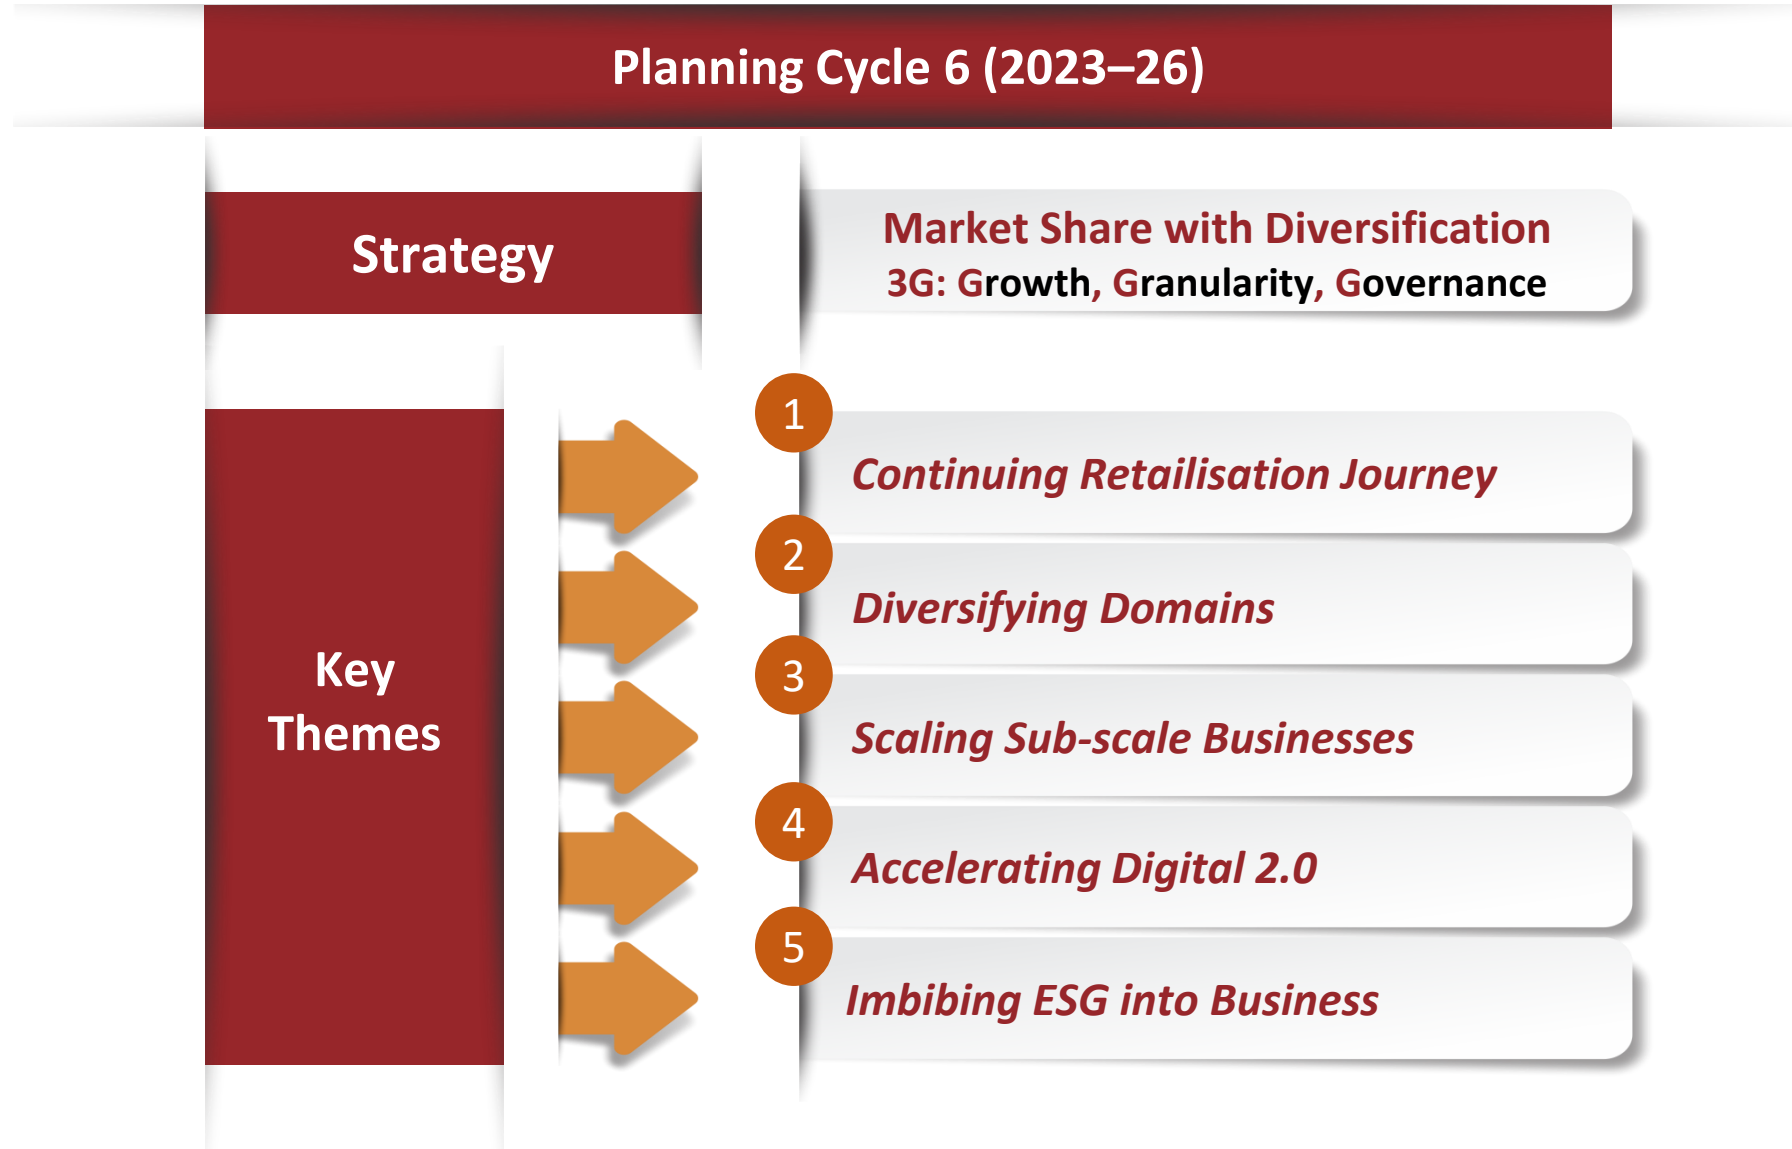 Planning Cycle 6 (2023–26)
Strategy
Market Share with Diversification
3G: Growth, Granularity, Governance
Key
Themes
1
Continuing Retailisation Journey
2
Diversifying Domains
3
Scaling Sub-scale Businesses
4
Accelerating Digital 2.0
5
Imbibing ESG into Business